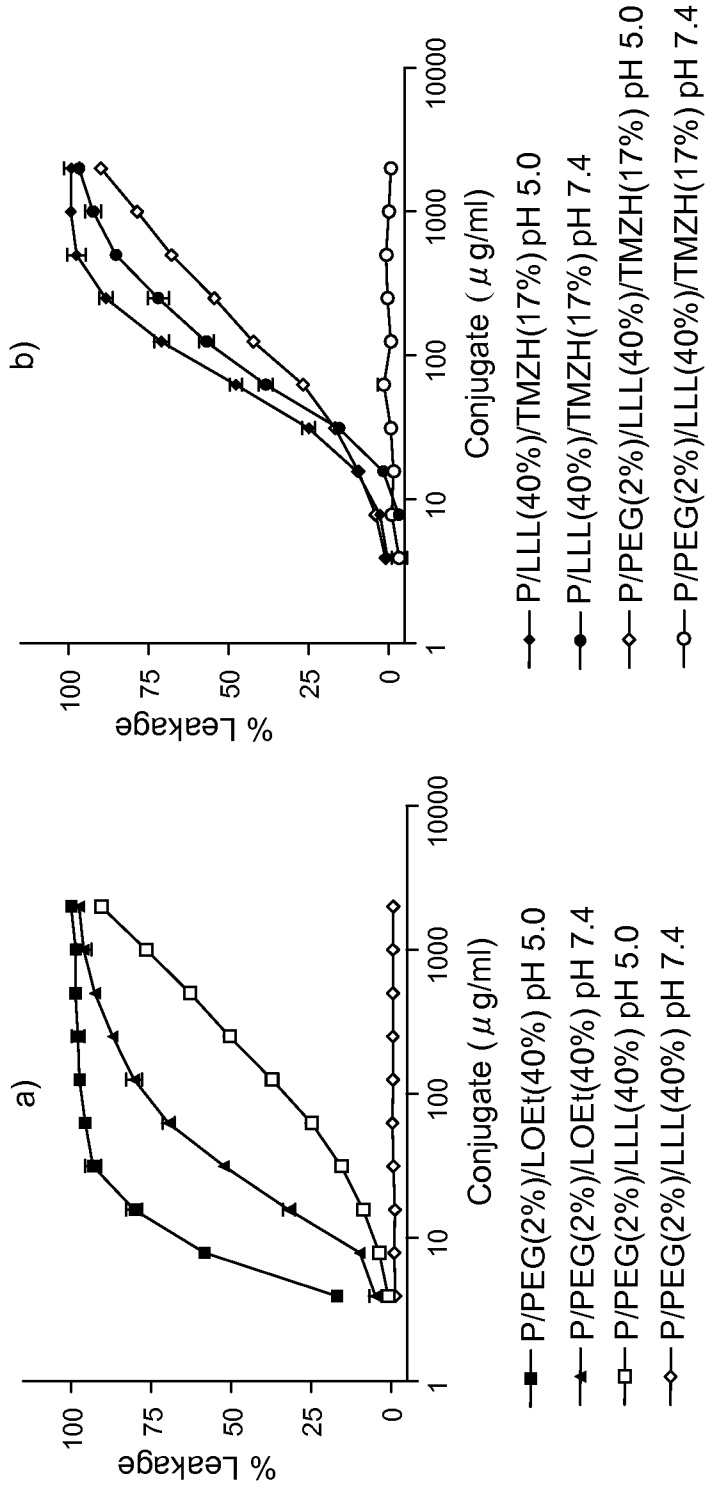 a)
% Leakage
100
75
50
25
0
1
10
100
1000
10000
Conjugate ( μ g/ml)
P/PEG(2%)/LOEt(40%) pH 5.0
P/PEG(2%)/LOEt(40%) pH 7.4
P/PEG(2%)/LLL(40%) pH 5.0
P/PEG(2%)/LLL(40%) pH 7.4
b)
% Leakage
100
75
50
25
0
1
10
100
1000
10000
Conjugate ( μ g/ml)
P/LLL(40%)/TMZH(17%) pH 5.0
P/LLL(40%)/TMZH(17%) pH 7.4
P/PEG(2%)/LLL(40%)/TMZH(17%) pH 5.0
P/PEG(2%)/LLL(40%)/TMZH(17%) pH 7.4